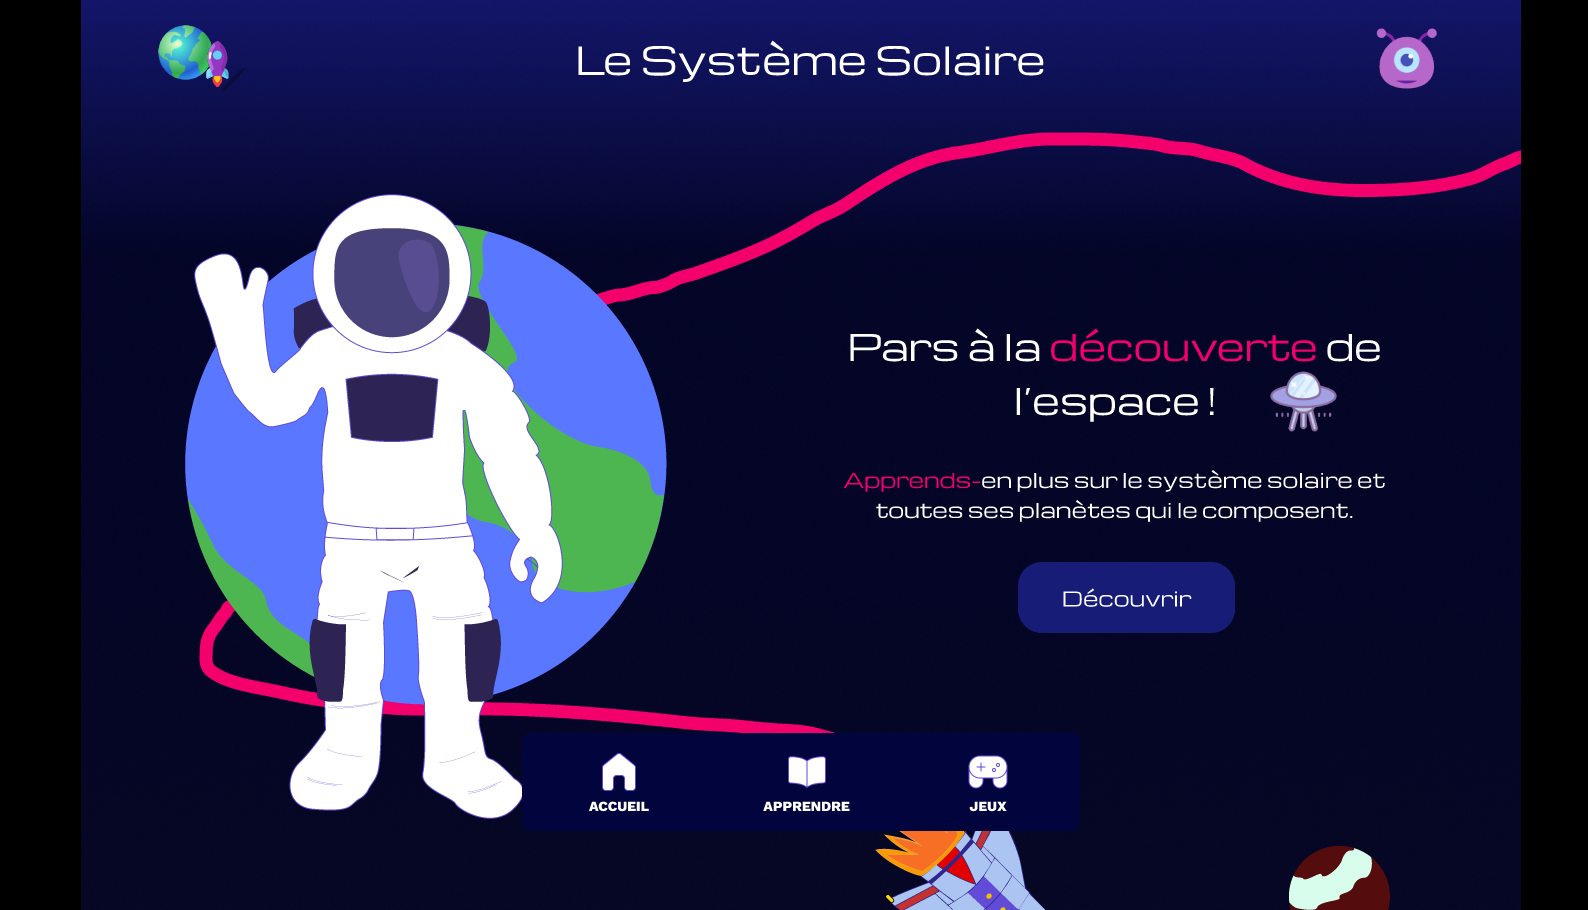 Le Système Solaire
Pars à la découverte de
l'espace !
Apprends-en plus sur le système solaire et
toutes ses planètes qui le composent.
Découvrir
ACCUEIL
APPRENDRE
JEUX